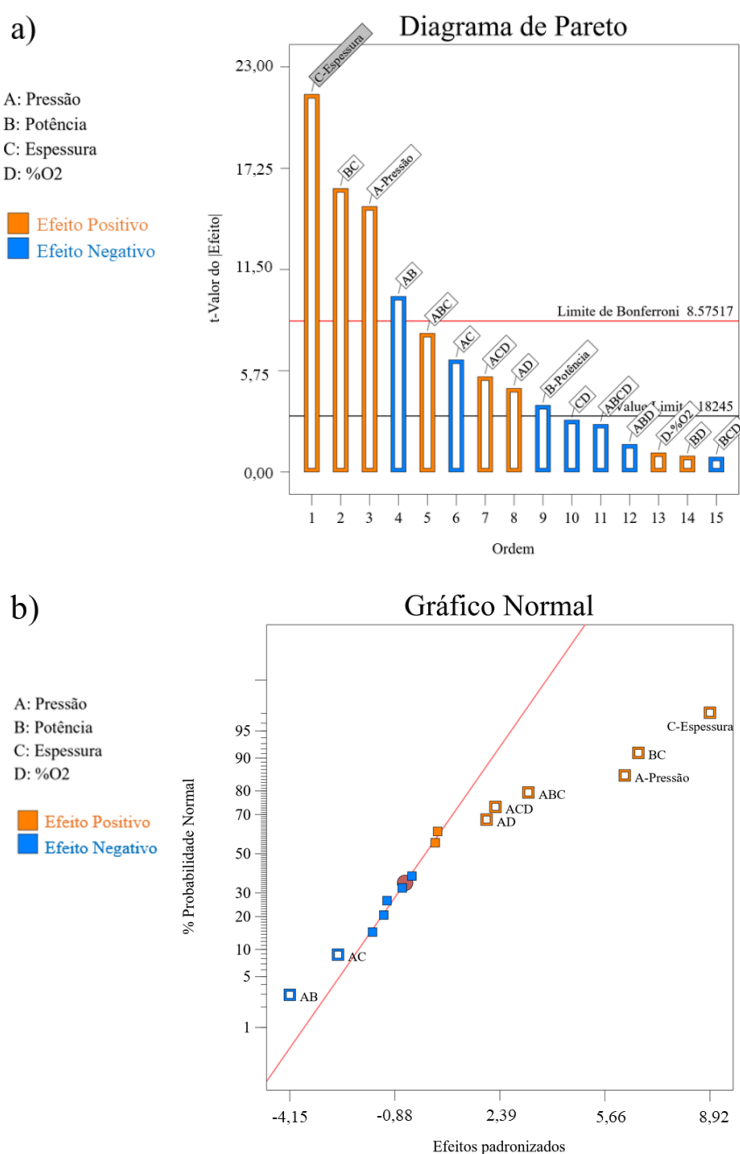 a)
Diagrama de Pareto
A: Pressão
B: Potência
C: Espessura
D: %O2
Efeito Positivo
Efeito Negativo
t-Valor do |Efeito|
23,00
17,25
11,50
5,75
0,00
C-Espessura
BC
A-Pressão
AB
ABC
AC
ACD
AD
B-Potência
CD
ABCD
ABD
D-%O2
BD
BCD
Limite de Bonferroni 8.57517
Value Limit 18245
1 2 3 4 5 6 7 8 9 10 11 12 13 14 15
Ordem
b)
Gráfico Normal
A: Pressão
B: Potência
C: Espessura
D: %O2
Efeito Positivo
Efeito Negativo
% Probabilidade Normal
95
90
80
70
50
30
20
10
5
1
C-Espessura
BC
A-Pressão
ABC
ACD
AD
AC
AB
-4,15 -0,88 2,39 5,66 8,92
Efeitos padronizados